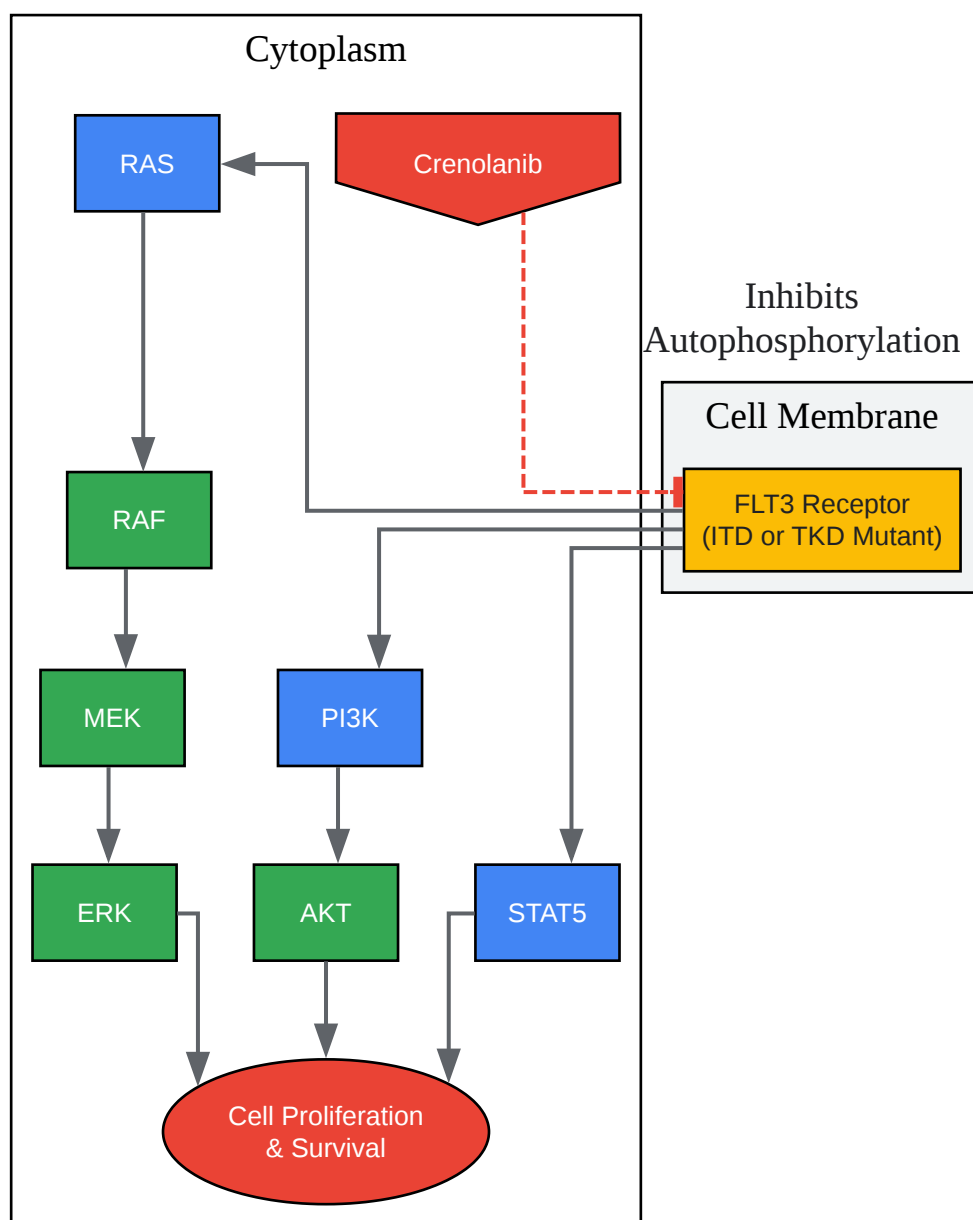 Cytoplasm
RAS
Crenolanib
Inhibits
Autophosphorylation
Cell Membrane
FLT3 Receptor
(ITD or TKD Mutant)
RAF
MEK
PI3K
ERK
AKT
STAT5
Cell Proliferation
& Survival